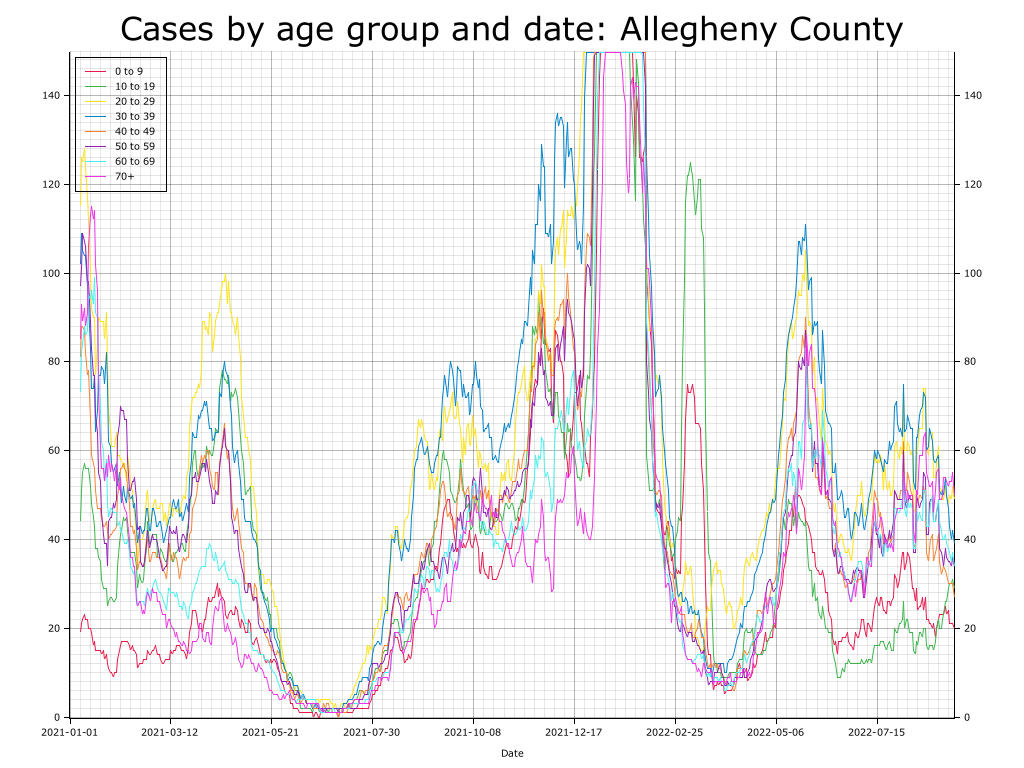 Cases by age group and date: Allegheny County
0 to 9
10 to 19
20 to 29
30 to 39
40 to 49
50 to 59
60 to 69
70+
140 140
120 120
100 100
80 80
60 60
40 40
20 20
0 0
2021-01-01 2021-03-12 2021-05-21 2021-07-30 2021-10-08 2021-12-17 2022-02-25 2022-05-06 2022-07-15
Date